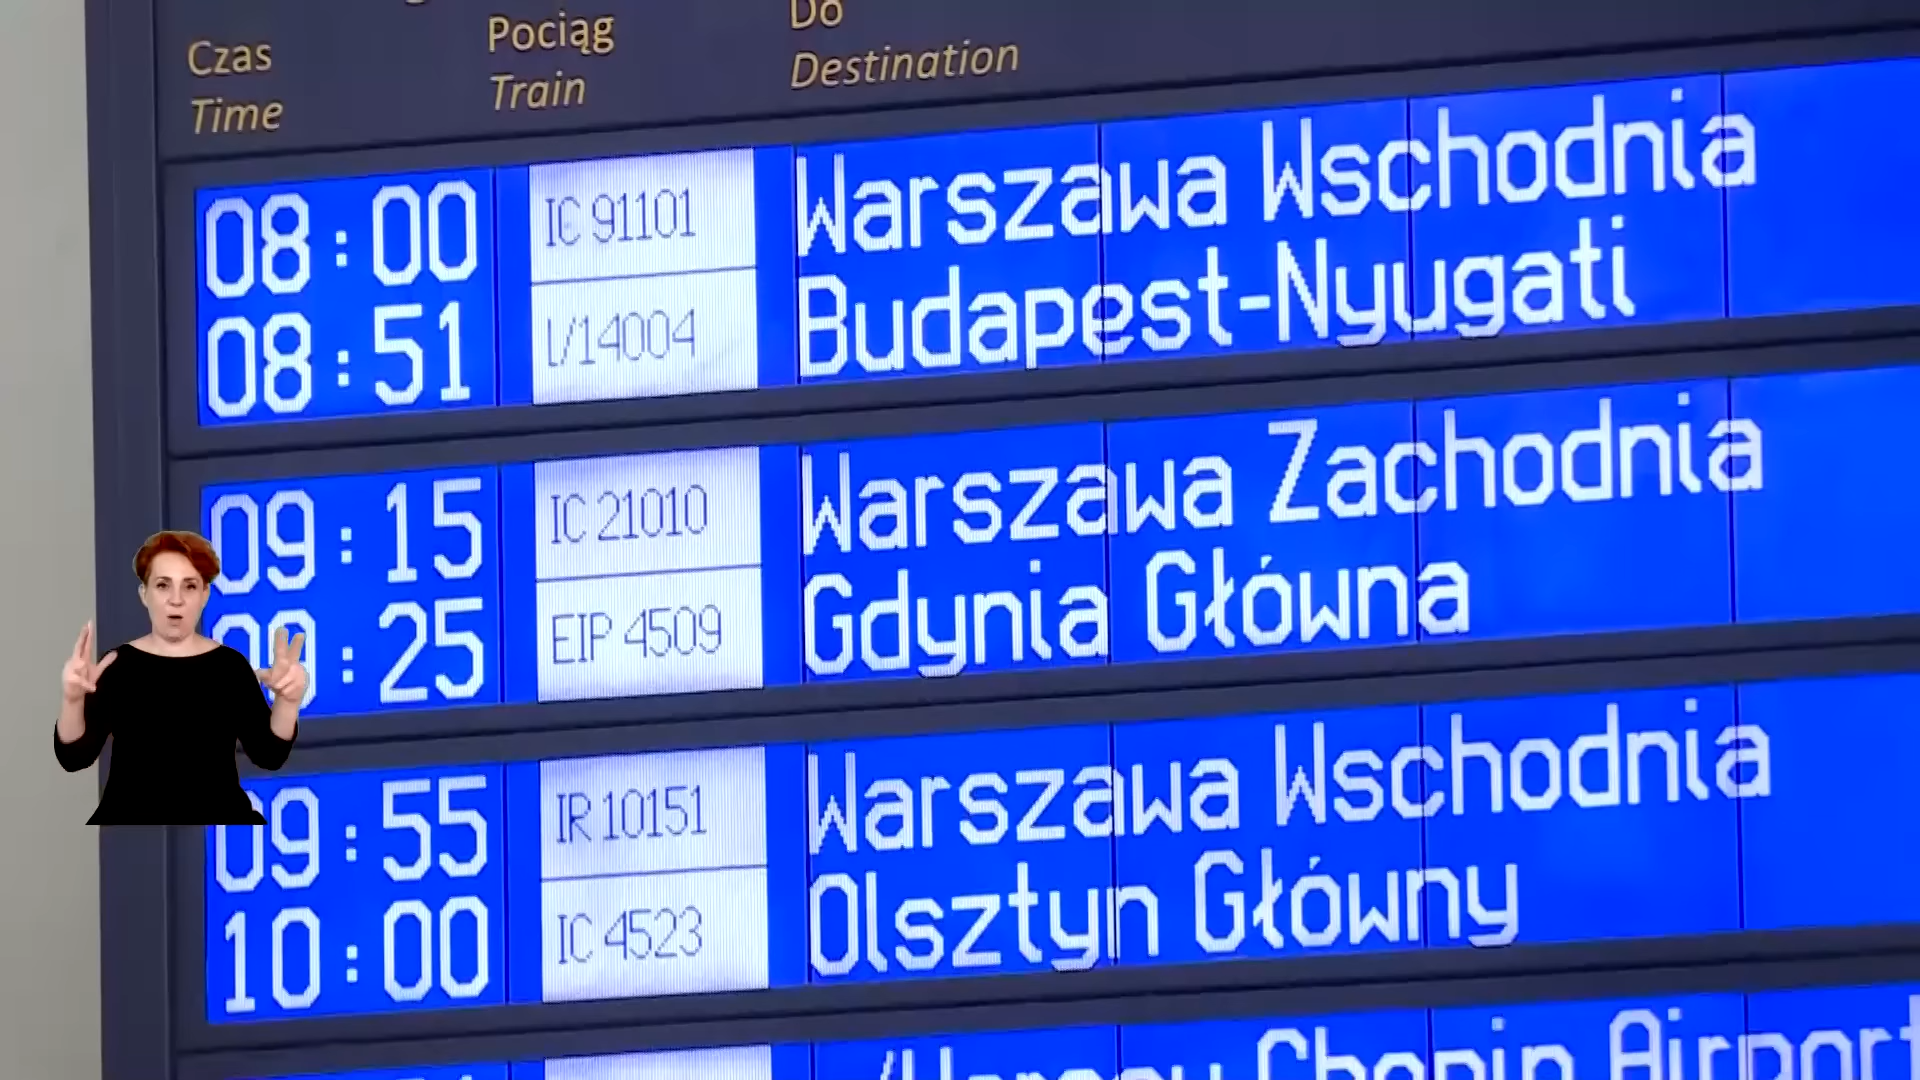 Czas Pociąg Do
Time Train Destination
08:00 IC 91101 Warszawa Wschodnia
08:51 L/14004 Budapest-Nyugati
09:15 IC 21010 Warszawa Zachodnia
09:25 EIP 4509 Gdynia Główna
09:55 IR 10151 Warszawa Wschodnia
10:00 IC 4523 Olsztyn Główny
Chopin Airport